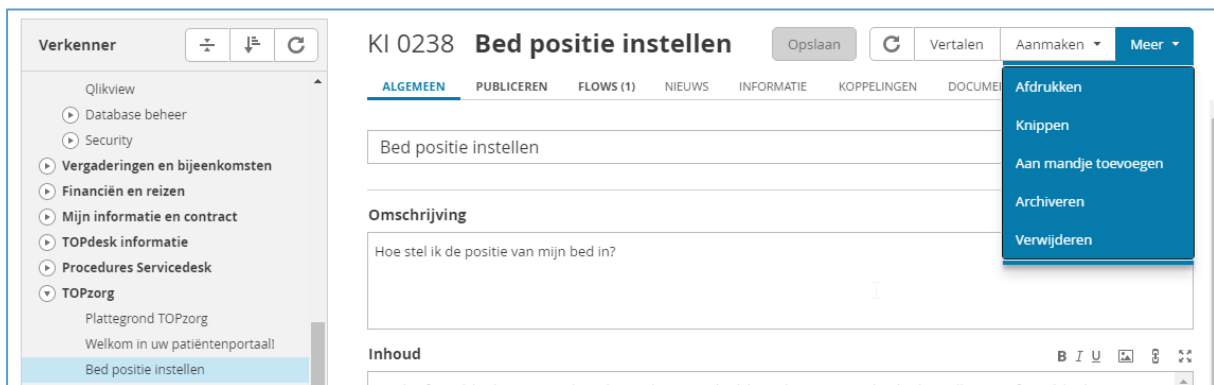 Verkenner
Qlikview
Database beheer
Security
Vergaderingen en bijeenkomsten
Financiën en reizen
Mijn informatie en contract
TOPdesk informatie
Procedures Servicedesk
TOPzorg
Plattegrond TOPzorg
Welkom in uw patiëntenportaal!
Bed positie instellen
KI 0238 Bed positie instellen
Opslaan Vertalen Aanmaken Meer
ALGEMEEN PUBLICEREN FLOWS (1) NIEUWS INFORMATIE KOPPELINGEN
Afdrukken
Knippen
Aan mandje toevoegen
Archiveren
Verwijderen
Bed positie instellen
Omschrijving
Hoe stel ik de positie van mijn bed in?
Inhoud B I U